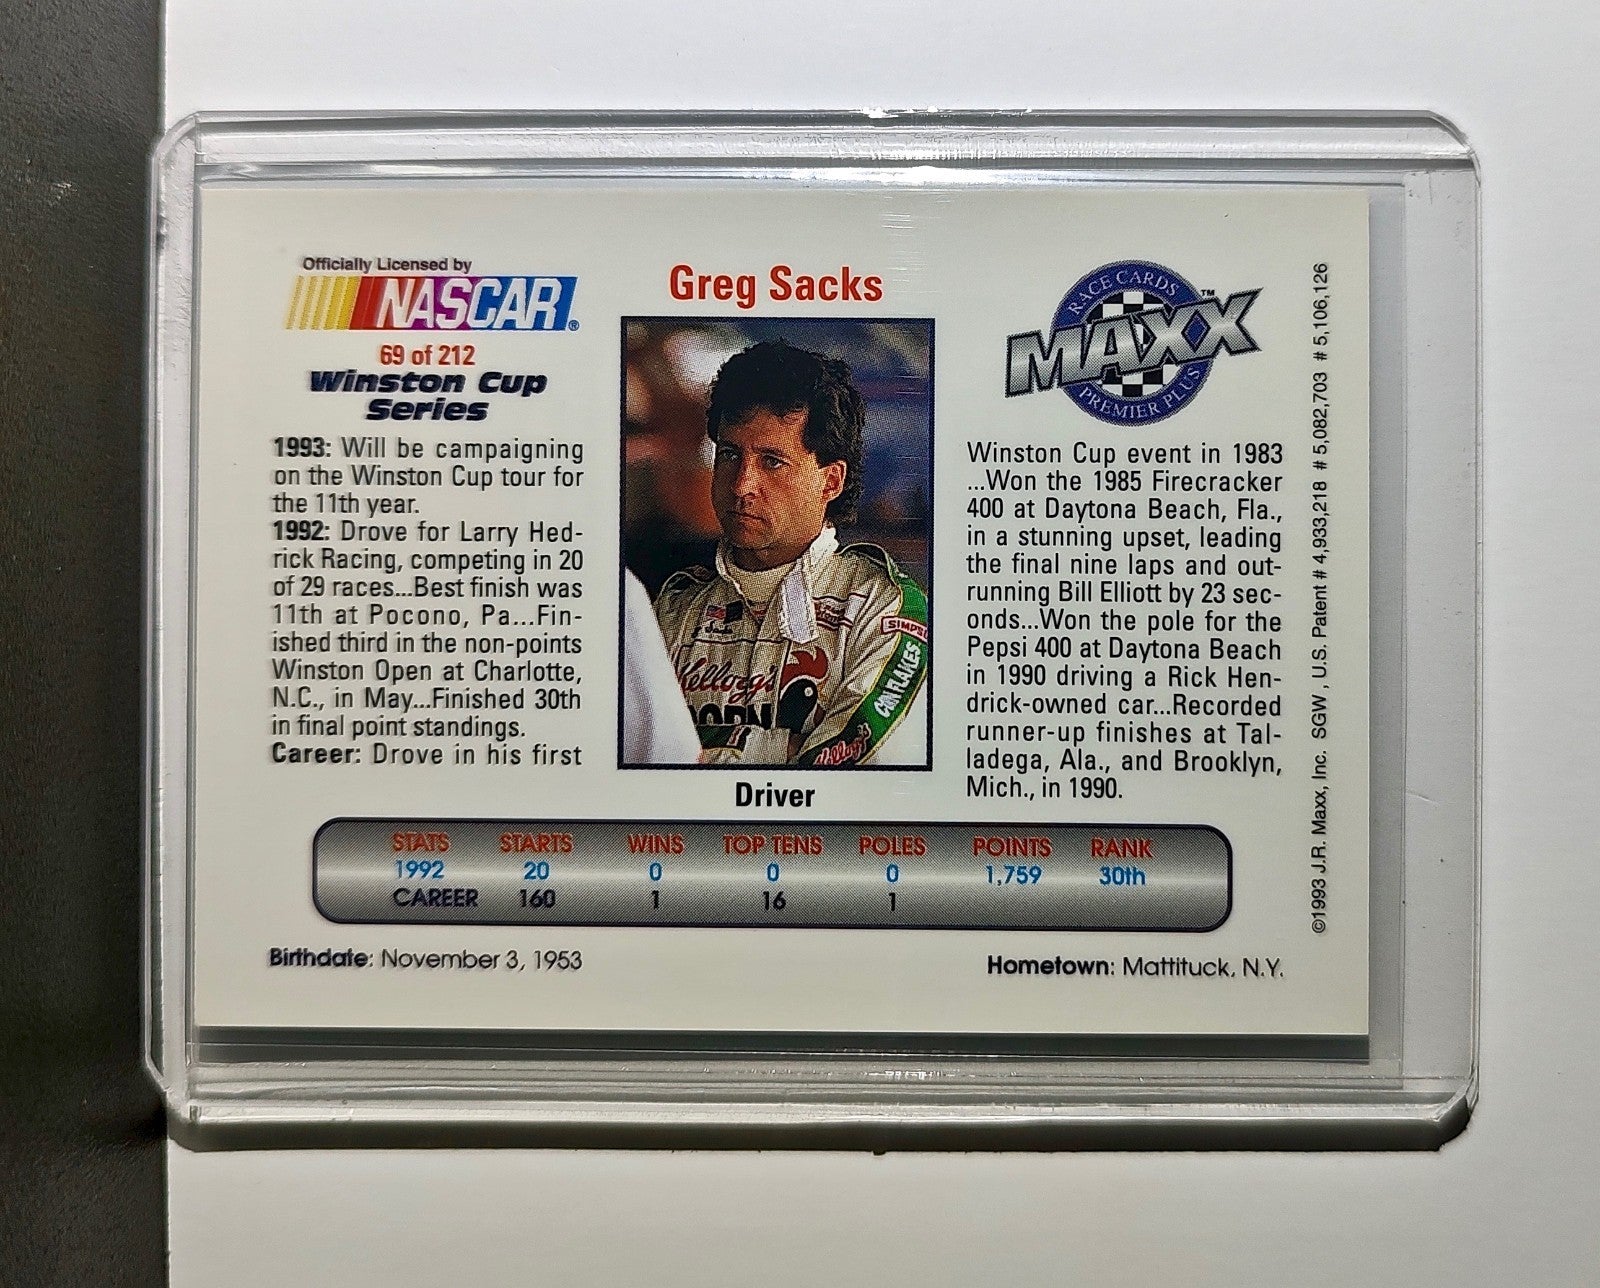 Officially Licensed by
NASCAR®
69 of 212
Winston Cup
Series
Greg Sacks
RACE CARDS
MAXX™
PREMIER PLUS
1993: Will be campaigning
on the Winston Cup tour for
the 11th year.
1992: Drove for Larry Hed-
rick Racing, competing in 20
of 29 races...Best finish was
11th at Pocono, Pa...Fin-
ished third in the non-points
Winston Open at Charlotte,
N.C., in May...Finished 30th
in final point standings.
Career: Drove in his first
SIMPS
Kellogg's
CORN
CORN FLAKES
Kellogg's
Driver
Winston Cup event in 1983
...Won the 1985 Firecracker
400 at Daytona Beach, Fla.,
in a stunning upset, leading
the final nine laps and out-
running Bill Elliott by 23 sec-
onds...Won the pole for the
Pepsi 400 at Daytona Beach
in 1990 driving a Rick Hen-
drick-owned car...Recorded
runner-up finishes at Tal-
ladega, Ala., and Brooklyn,
Mich., in 1990.
©1993 J.R. Maxx, Inc. SGW, U.S. Patent # 4,933,218 # 5,082,703 # 5,106,126
STATS STARTS WINS TOP TENS POLES POINTS RANK
1992 20 0 0 0 1,759 30th
CAREER 160 1 16 1
Birthdate: November 3, 1953
Hometown: Mattituck, N.Y.